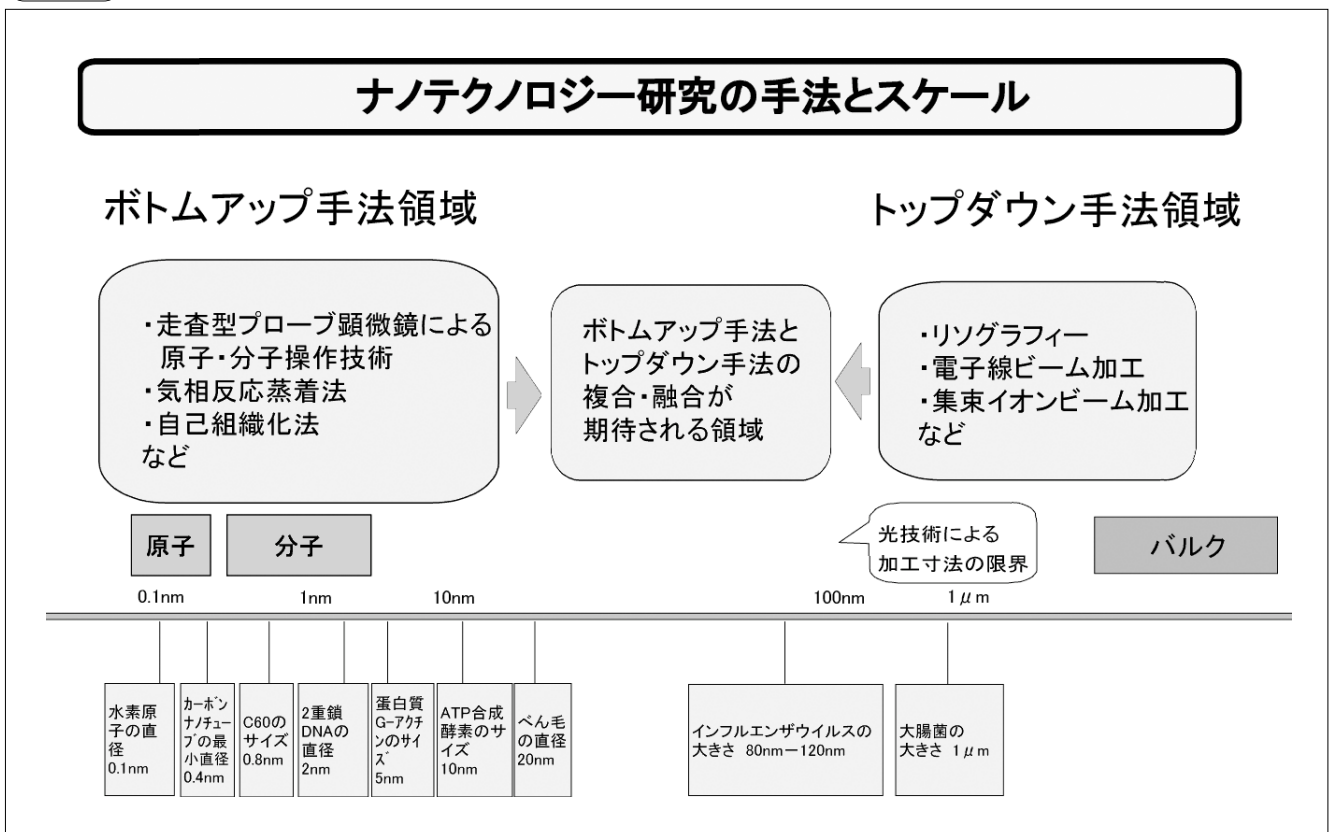 ナノテクノロジー研究の手法とスケール
ボトムアップ手法領域
トップダウン手法領域
・走査型プローブ顕微鏡による
原子・分子操作技術
・気相反応蒸着法
・自己組織化法
など
ボトムアップ手法と
トップダウン手法の
複合・融合が
期待される領域
・リソグラフィー
・電子線ビーム加工
・集束イオンビーム加工
など
光技術による
加工寸法の限界
原子
分子
バルク
0.1nm
1nm
10nm
100nm
1μm
水素原
子の直
径
0.1nm
カーボン
ナノチュー
ブの最
小直径
0.4nm
C60の
サイズ
0.8nm
2重鎖
DNAの
直径
2nm
蛋白質
G-アクチ
ンのサイ
ズ
5nm
ATP合成
酵素のサ
イズ
10nm
べん毛
の直径
20nm
インフルエンザウイルスの
大きさ 80nm-120nm
大腸菌の
大きさ 1μm